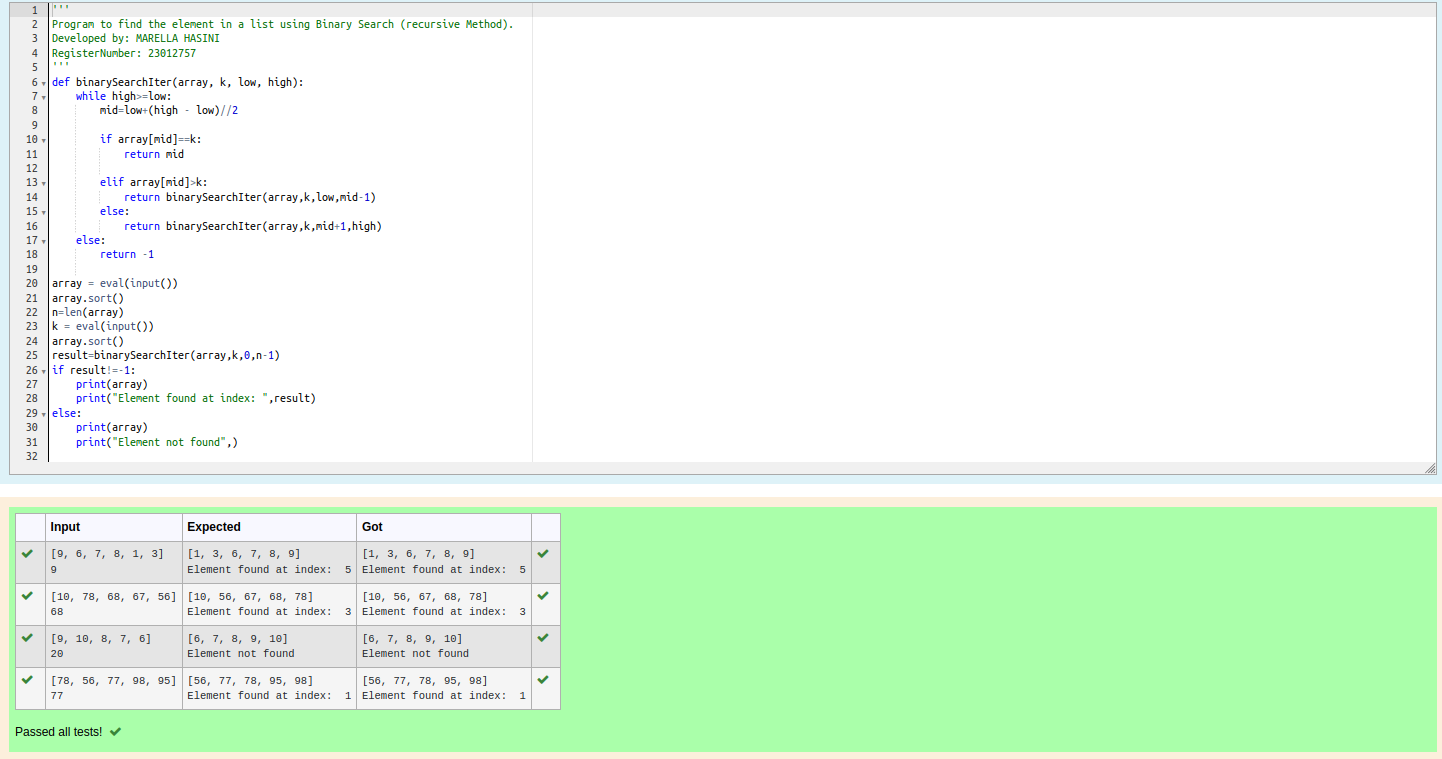 1 '''
2 Program to find the element in a list using Binary Search (recursive Method).
3 Developed by: MARELLA HASINI
4 RegisterNumber: 23012757
5 '''
6 def binarySearchIter(array, k, low, high):
7     while high>=low:
8         mid=low+(high - low)//2
9
10         if array[mid]==k:
11             return mid
12
13         elif array[mid]>k:
14             return binarySearchIter(array,k,low,mid-1)
15         else:
16             return binarySearchIter(array,k,mid+1,high)
17     else:
18         return -1
19
20 array = eval(input())
21 array.sort()
22 n=len(array)
23 k = eval(input())
24 array.sort()
25 result=binarySearchIter(array,k,0,n-1)
26 if result!=-1:
27     print(array)
28     print("Element found at index: ",result)
29 else:
30     print(array)
31     print("Element not found",)
32
Input Expected Got
[9, 6, 7, 8, 1, 3] [1, 3, 6, 7, 8, 9] [1, 3, 6, 7, 8, 9]
9 Element found at index:  5 Element found at index:  5
[10, 78, 68, 67, 56] [10, 56, 67, 68, 78] [10, 56, 67, 68, 78]
68 Element found at index:  3 Element found at index:  3
[9, 10, 8, 7, 6] [6, 7, 8, 9, 10] [6, 7, 8, 9, 10]
20 Element not found Element not found
[78, 56, 77, 98, 95] [56, 77, 78, 95, 98] [56, 77, 78, 95, 98]
77 Element found at index:  1 Element found at index:  1
Passed all tests!